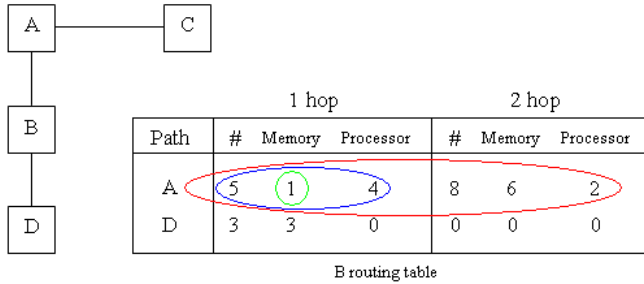 A C
1 hop 2 hop
B
Path # Memory Processor # Memory Processor
A 5 1 4 8 6 2
D D 3 3 0 0 0 0
B routing table